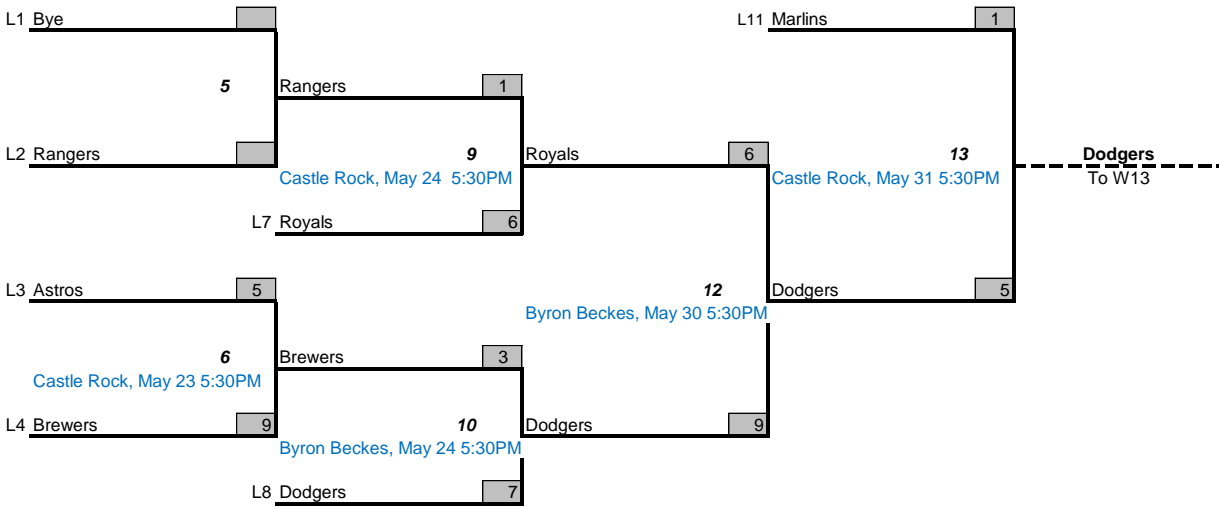 L1 Bye
L11 Marlins 1
5 Rangers 1
L2 Rangers 9 Royals 6 13 Dodgers
Castle Rock, May 24 5:30PM Castle Rock, May 31 5:30PM To W13
L7 Royals 6
L3 Astros 5 12 Dodgers 5
Byron Beckes, May 30 5:30PM
6 Brewers 3
Castle Rock, May 23 5:30PM
L4 Brewers 9 10 Dodgers 9
Byron Beckes, May 24 5:30PM
L8 Dodgers 7